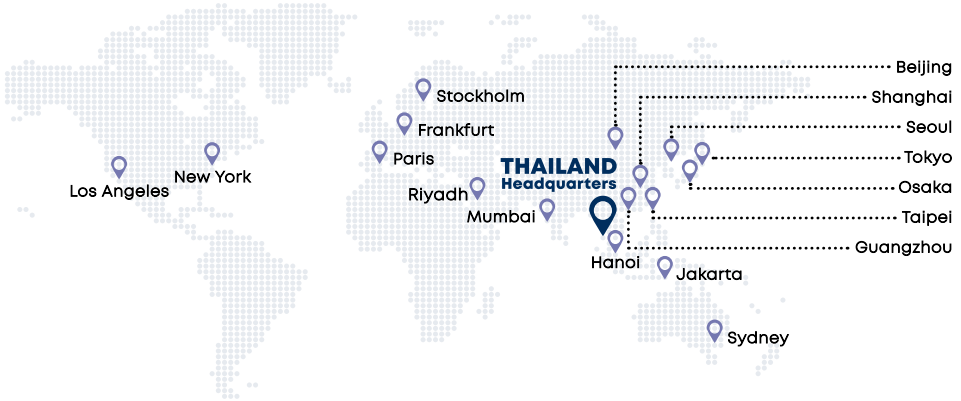 Beijing
Stockholm
Shanghai
Frankfurt
Seoul
Paris
Tokyo
THAILAND
Headquarters
New York
Los Angeles
Riyadh
Osaka
Mumbai
Taipei
Guangzhou
Hanoi
Jakarta
Sydney